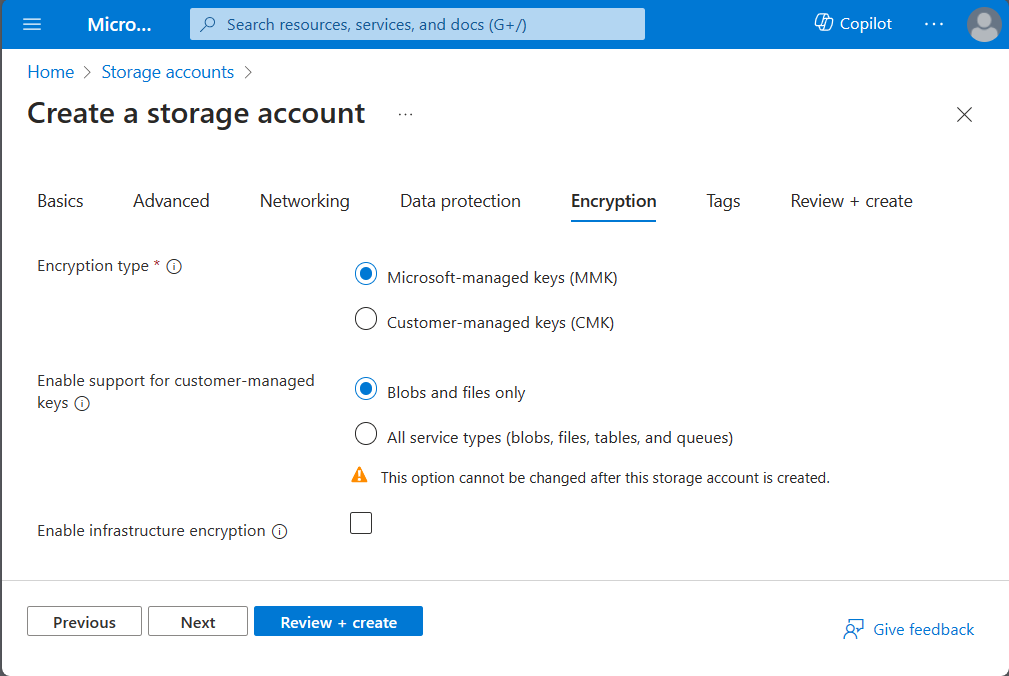 Micro...
Search resources, services, and docs (G+/)
Copilot
...
Home > Storage accounts >
Create a storage account ...
Basics Advanced Networking Data protection Encryption Tags Review + create
Encryption type *
Microsoft-managed keys (MMK)
Customer-managed keys (CMK)
Enable support for customer-managed
keys
Blobs and files only
All service types (blobs, files, tables, and queues)
This option cannot be changed after this storage account is created.
Enable infrastructure encryption
Previous Next Review + create
Give feedback